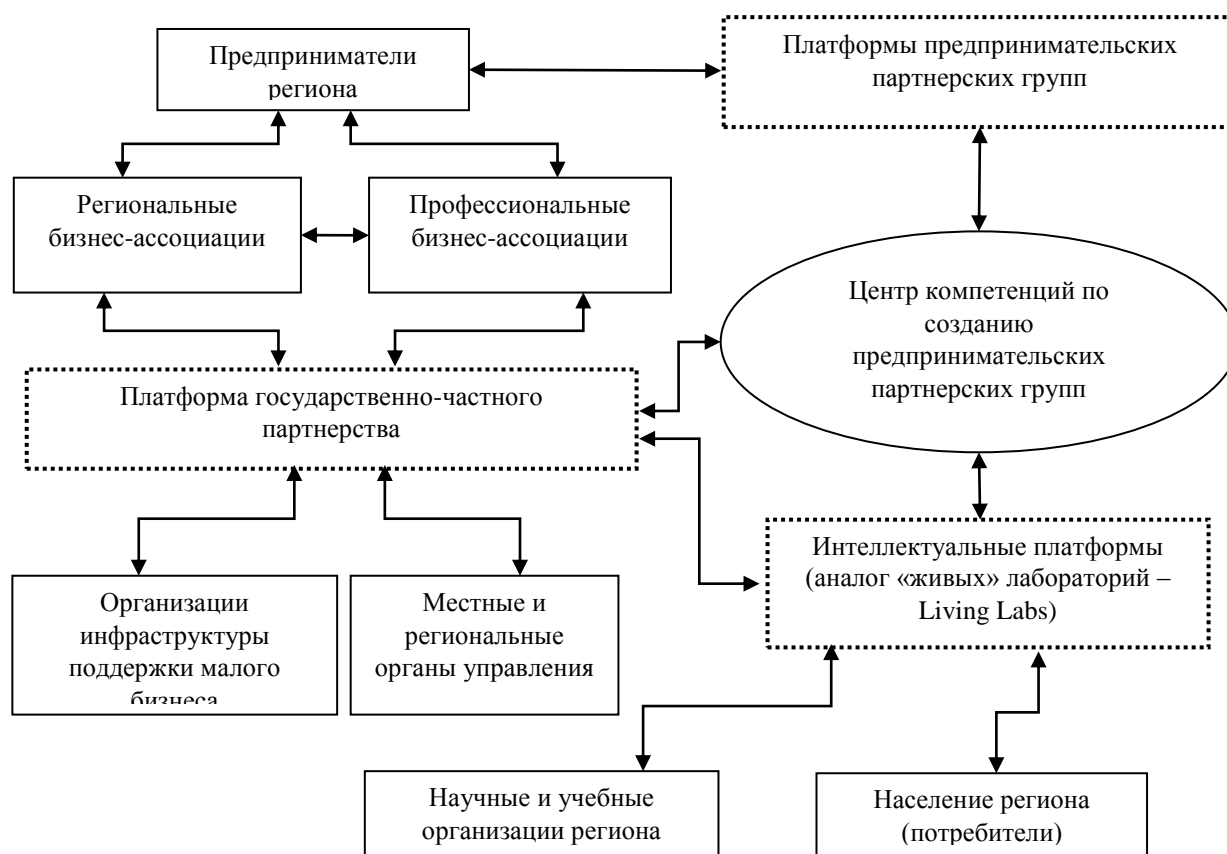 Предприниматели
региона
Платформы предпринимательских
партнерских групп
Региональные
бизнес-ассоциации
Профессиональные
бизнес-ассоциации
Центр компетенций по
созданию
предпринимательских
партнерских групп
Платформа государственно-частного
партнерства
Интеллектуальные платформы
(аналог «живых» лабораторий –
Living Labs)
Организации
инфраструктуры
поддержки малого
бизнеса
Местные и
региональные
органы управления
Научные и учебные
организации региона
Население региона
(потребители)